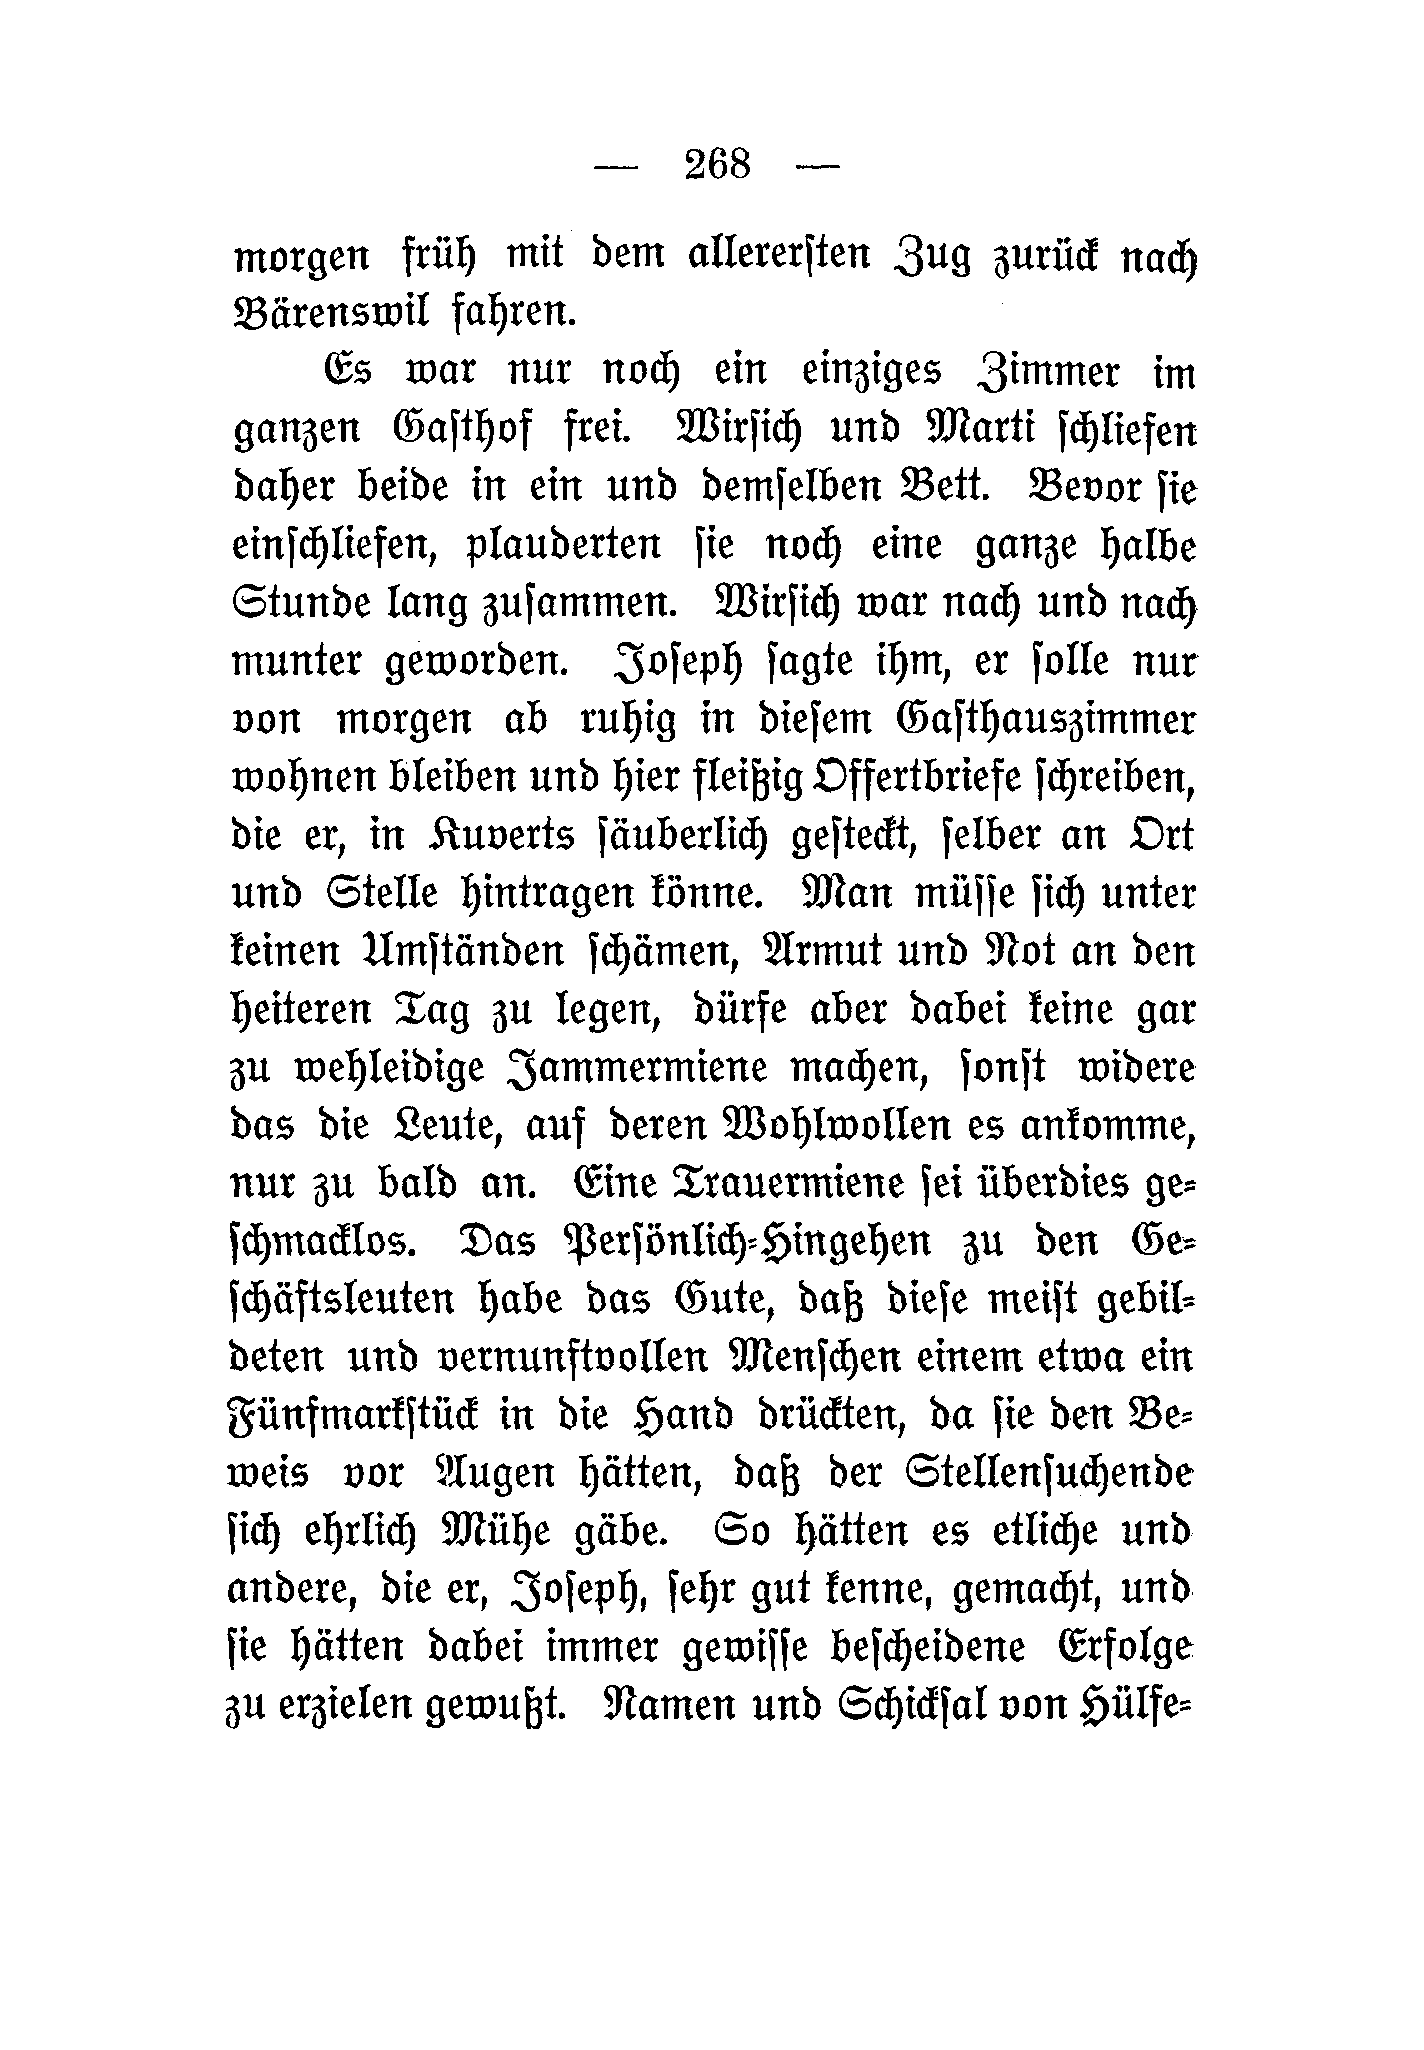 — 268 —
morgen früh mit dem allererſten Zug zurück nach
Bärenswil fahren.
Es war nur noch ein einziges Zimmer im
ganzen Gaſthof frei. Wirſich und Marti ſchliefen
daher beide in ein und demſelben Bett. Bevor ſie
einſchliefen, plauderten ſie noch eine ganze halbe
Stunde lang zuſammen. Wirſich war nach und nach
munter geworden. Joſeph ſagte ihm, er ſolle nur
von morgen ab ruhig in dieſem Gaſthauszimmer
wohnen bleiben und hier fleißig Offertbriefe ſchreiben,
die er, in Kuverts ſäuberlich geſteckt, ſelber an Ort
und Stelle hintragen könne. Man müſſe ſich unter
keinen Umſtänden ſchämen, Armut und Not an den
heiteren Tag zu legen, dürfe aber dabei keine gar
zu wehleidige Jammermiene machen, ſonſt widere
das die Leute, auf deren Wohlwollen es ankomme,
nur zu bald an. Eine Trauermiene ſei überdies ge⸗
ſchmacklos. Das Perſönlich⸗Hingehen zu den Ge⸗
ſchäftsleuten habe das Gute, daß dieſe meiſt gebil⸗
deten und vernunftvollen Menſchen einem etwa ein
Fünfmarkſtück in die Hand drückten, da ſie den Be⸗
weis vor Augen hätten, daß der Stellenſuchende
ſich ehrlich Mühe gäbe. So hätten es etliche und
andere, die er, Joſeph, ſehr gut kenne, gemacht, und
ſie hätten dabei immer gewiſſe beſcheidene Erfolge
zu erzielen gewußt. Namen und Schickſal von Hülfe⸗